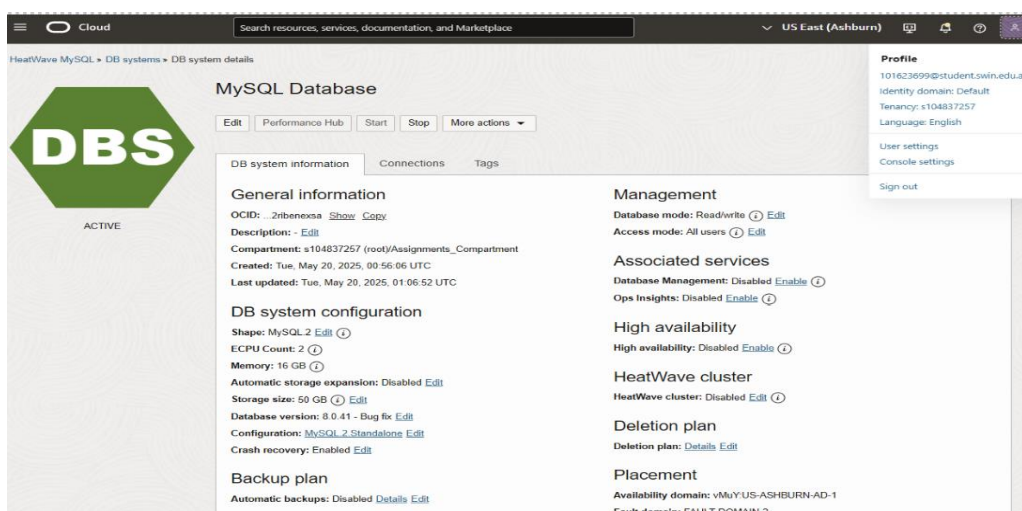 Cloud
Search resources, services, documentation, and Marketplace
US East (Ashburn)
HeatWave MySQL » DB systems » DB system details
Profile
101623699@student.swin.edu.a
Identity domain: Default
Tenancy: s104837257
Language: English
User settings
Console settings
Sign out
DBS
ACTIVE
MySQL Database
Edit Performance Hub Start Stop More actions
DB system information Connections Tags
General information
OCID: ...2ribenexsa Show Copy
Description: - Edit
Compartment: s104837257 (root)/Assignments_Compartment
Created: Tue, May 20, 2025, 00:56:06 UTC
Last updated: Tue, May 20, 2025, 01:06:52 UTC
DB system configuration
Shape: MySQL.2 Edit
ECPU Count: 2
Memory: 16 GB
Automatic storage expansion: Disabled Edit
Storage size: 50 GB Edit
Database version: 8.0.41 - Bug fix Edit
Configuration: MySQL.2.Standalone Edit
Crash recovery: Enabled Edit
Backup plan
Automatic backups: Disabled Details Edit
Management
Database mode: Read/write Edit
Access mode: All users Edit
Associated services
Database Management: Disabled Enable
Ops Insights: Disabled Enable
High availability
High availability: Disabled Enable
HeatWave cluster
HeatWave cluster: Disabled Edit
Deletion plan
Deletion plan: Details Edit
Placement
Availability domain: vMuY:US-ASHBURN-AD-1
Fault domain: FAULT-DOMAIN-2